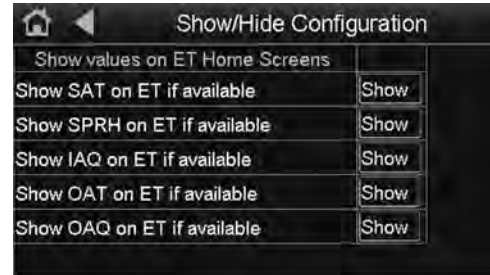 Show/Hide Configuration
Show values on ET Home Screens
Show SAT on ET if available Show
Show SPRH on ET if available Show
Show IAQ on ET if available Show
Show OAT on ET if available Show
Show OAQ on ET if available Show